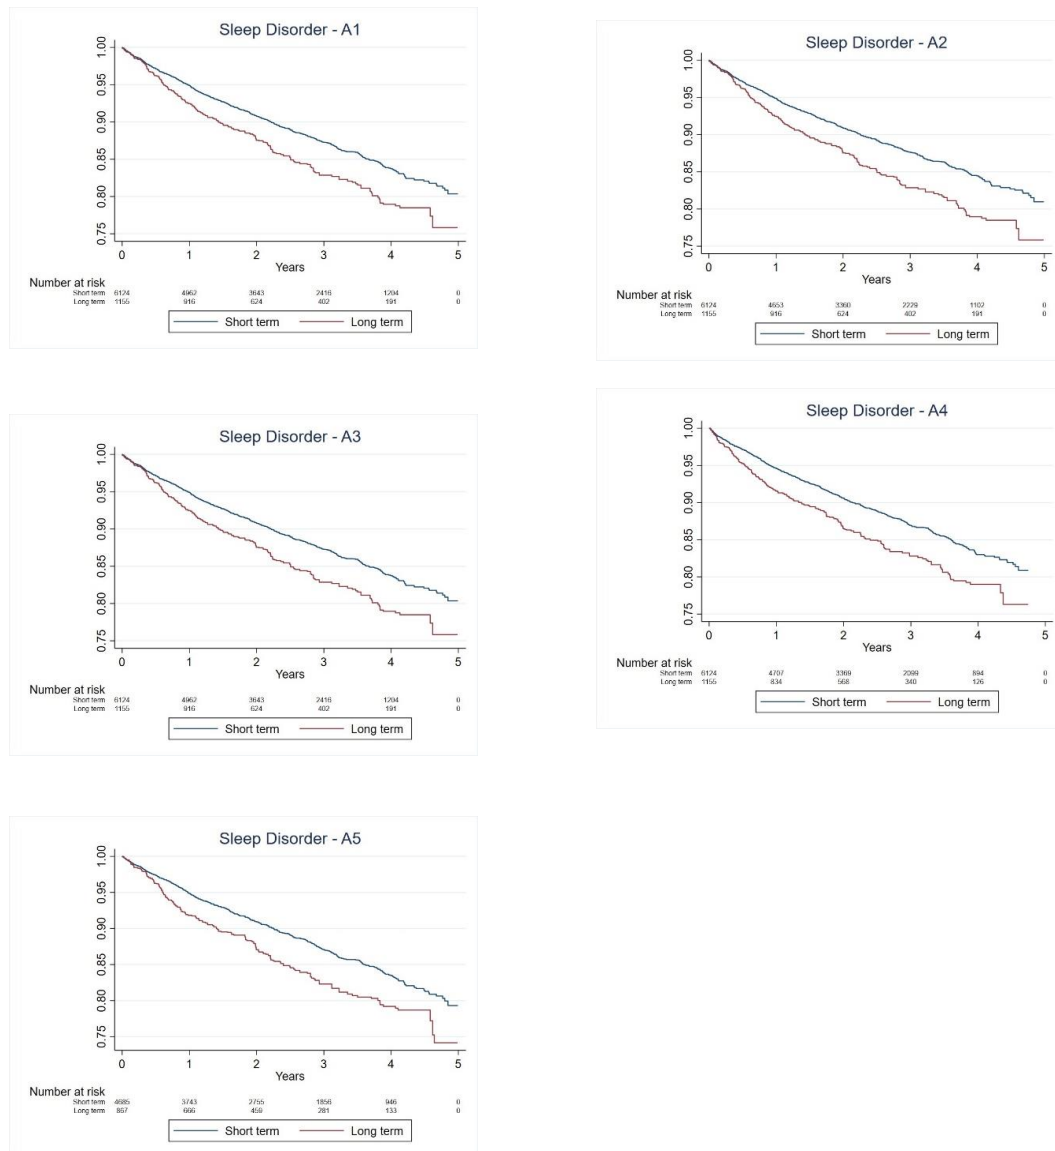 Sleep Disorder - A1
1.00
0.95
0.90
0.85
0.80
0.75
0 1 2 3 4 5
Years
Number at risk
Short term 6124 4962 3643 2416 1204 0
Long term 1155 916 624 402 191 0
Short term Long term
Sleep Disorder - A2
1.00
0.95
0.90
0.85
0.80
0.75
0 1 2 3 4 5
Years
Number at risk
Short term 6124 4653 3360 2229 1102 0
Long term 1155 916 624 402 191 0
Short term Long term
Sleep Disorder - A3
1.00
0.95
0.90
0.85
0.80
0.75
0 1 2 3 4 5
Years
Number at risk
Short term 6124 4962 3643 2416 1204 0
Long term 1155 916 624 402 191 0
Short term Long term
Sleep Disorder - A4
1.00
0.95
0.90
0.85
0.80
0.75
0 1 2 3 4 5
Years
Number at risk
Short term 6124 4707 3369 2099 894 0
Long term 1155 834 568 340 126 0
Short term Long term
Sleep Disorder - A5
1.00
0.95
0.90
0.85
0.80
0.75
0 1 2 3 4 5
Years
Number at risk
Short term 4685 3743 2755 1856 946 0
Long term 867 666 459 281 133 0
Short term Long term